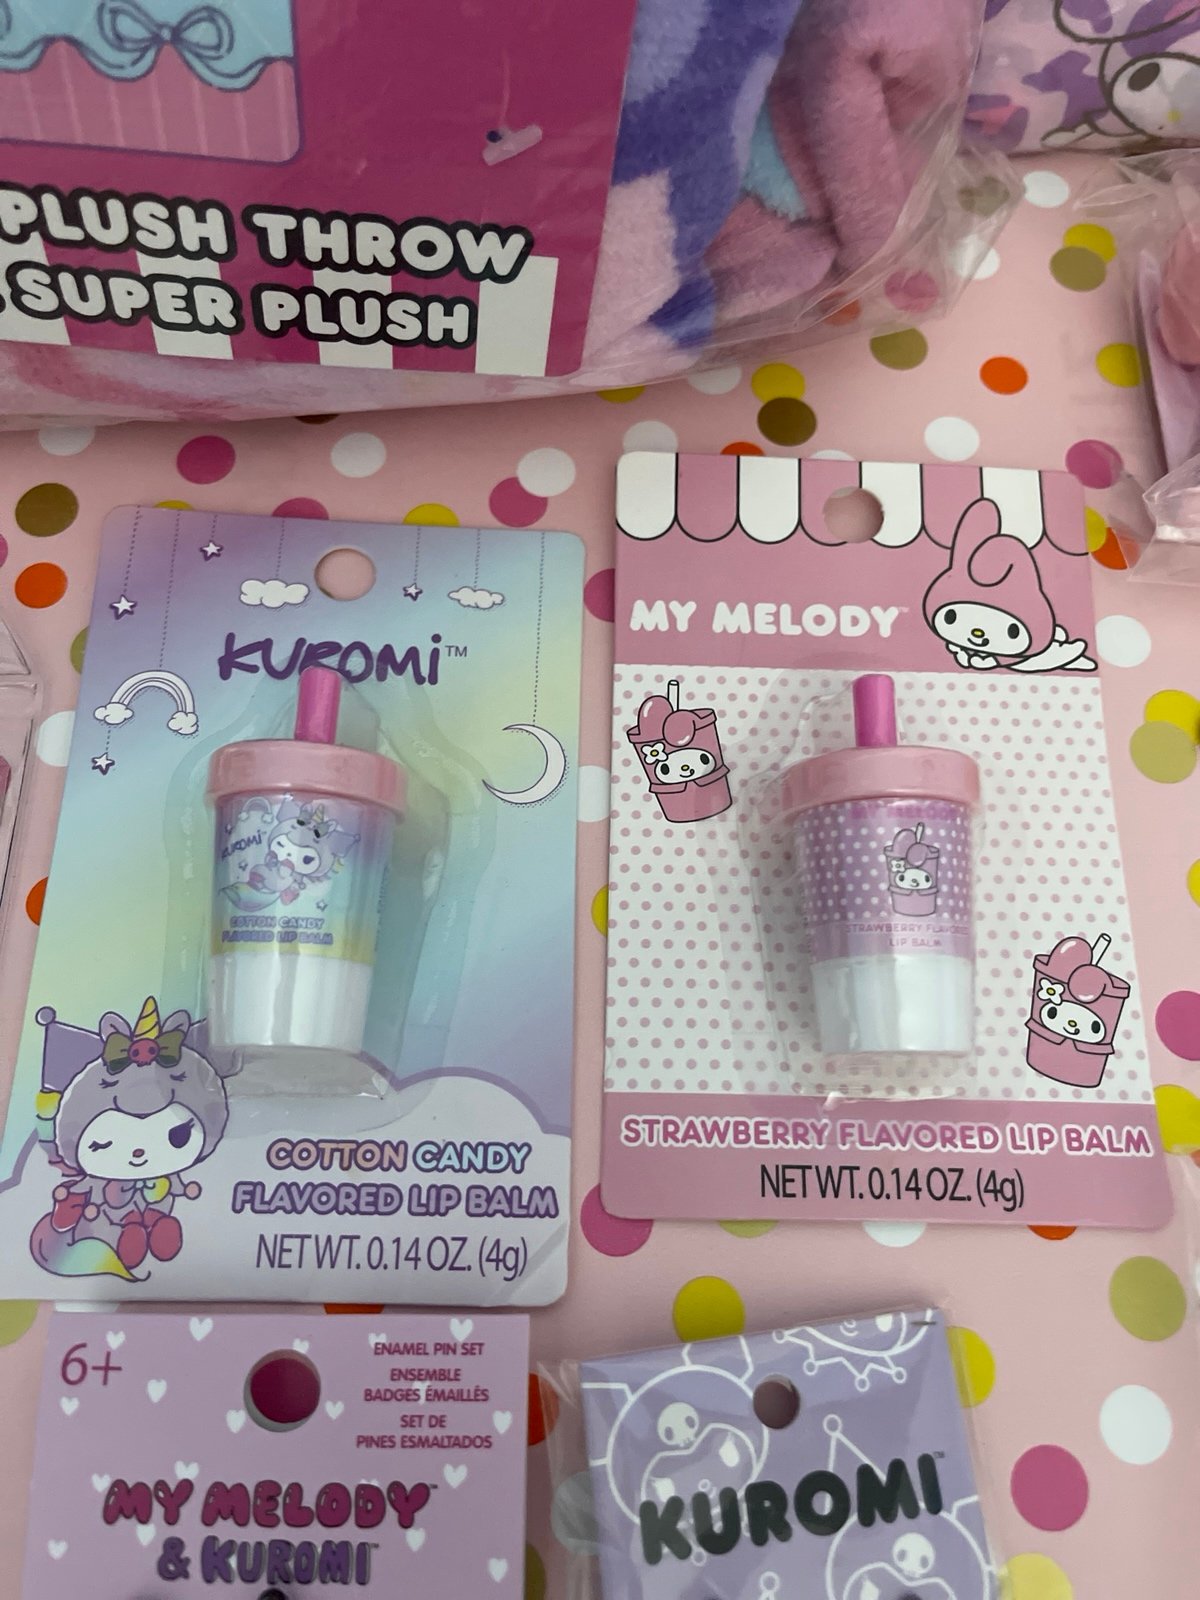 PLUSH THROW
SUPER PLUSH
KUROMI™
KUROMI
COTTON CANDY
FLAVORED LIP BALM
COTTON CANDY
FLAVORED LIP BALM
NET WT. 0.14 OZ. (4g)
MY MELODY™
MY MELODY
STRAWBERRY FLAVORED
LIP BALM
STRAWBERRY FLAVORED LIP BALM
NET WT. 0.14 OZ. (4g)
6+
ENAMEL PIN SET
ENSEMBLE
BADGES ÉMAILLÉS
SET DE
PINES ESMALTADOS
MY MELODY™
& KUROMI™
KUROMI™